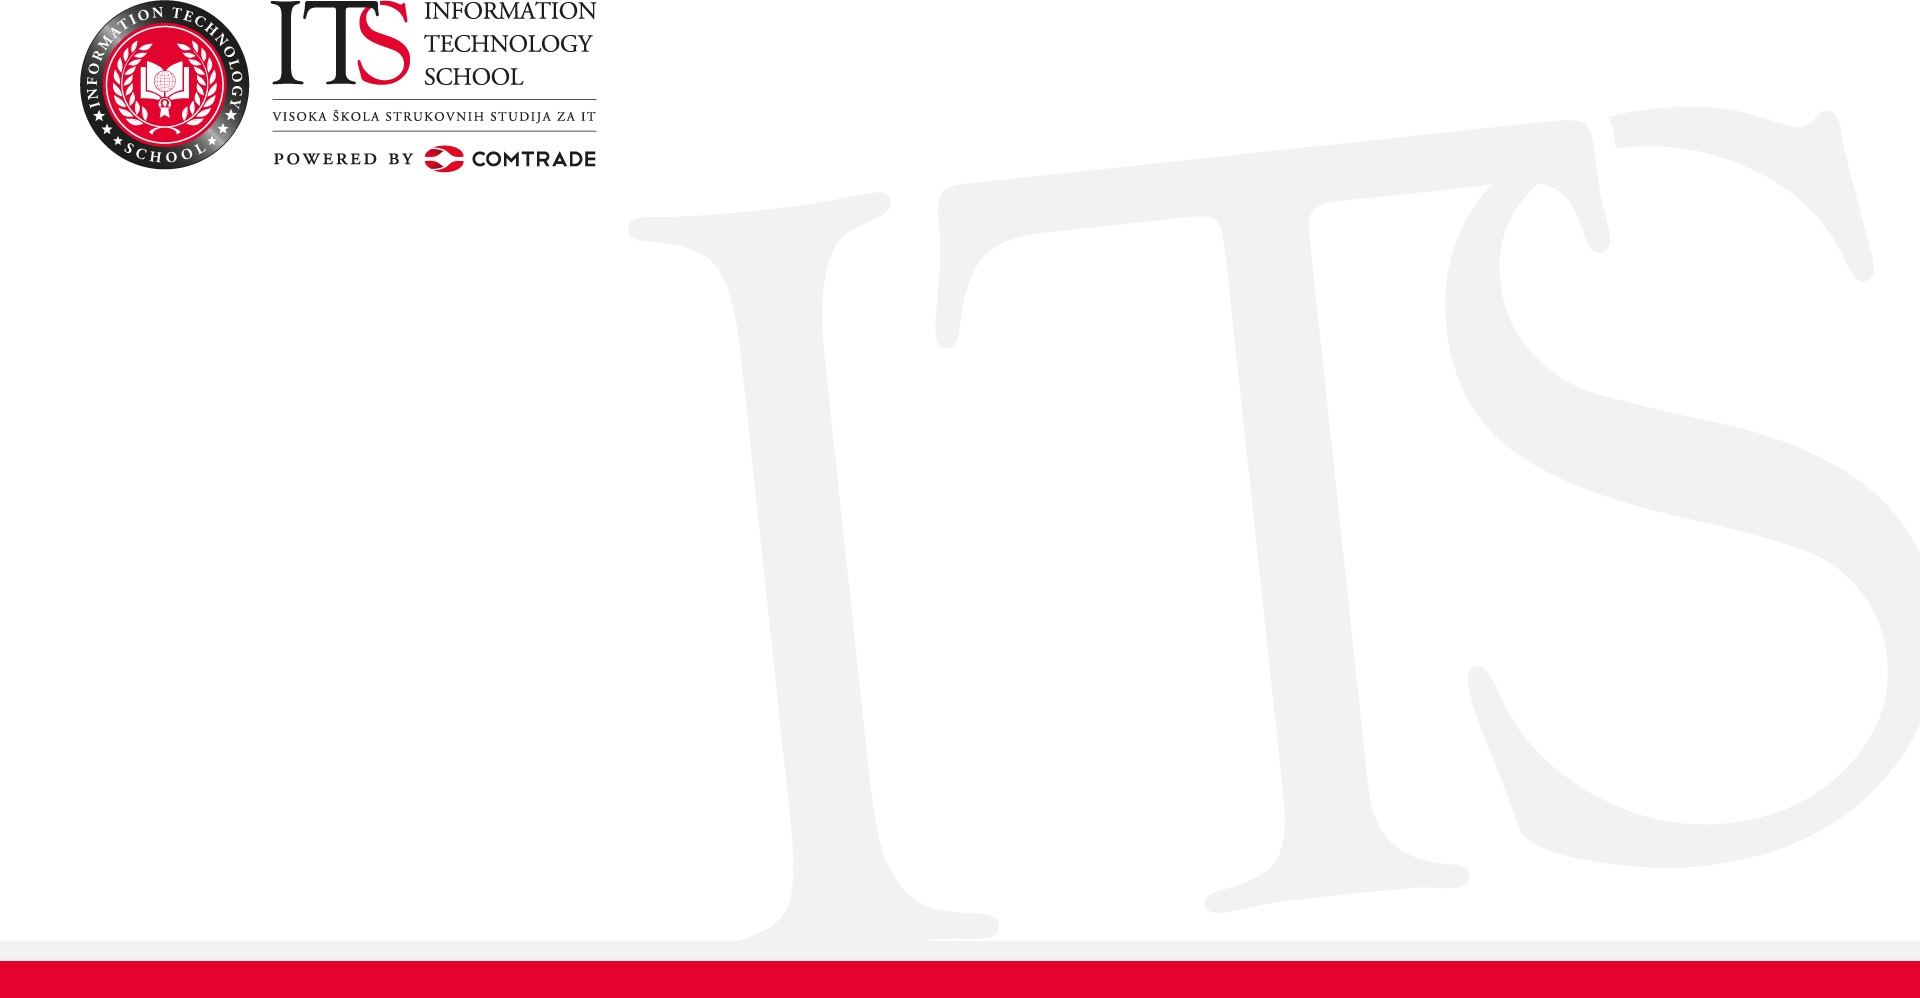 INFORMATION TECHNOLOGY
SCHOOL
ITS
INFORMATION
TECHNOLOGY
SCHOOL
VISOKA ŠKOLA STRUKOVNIH STUDIJA ZA IT
POWERED BY COMTRADE
ITS